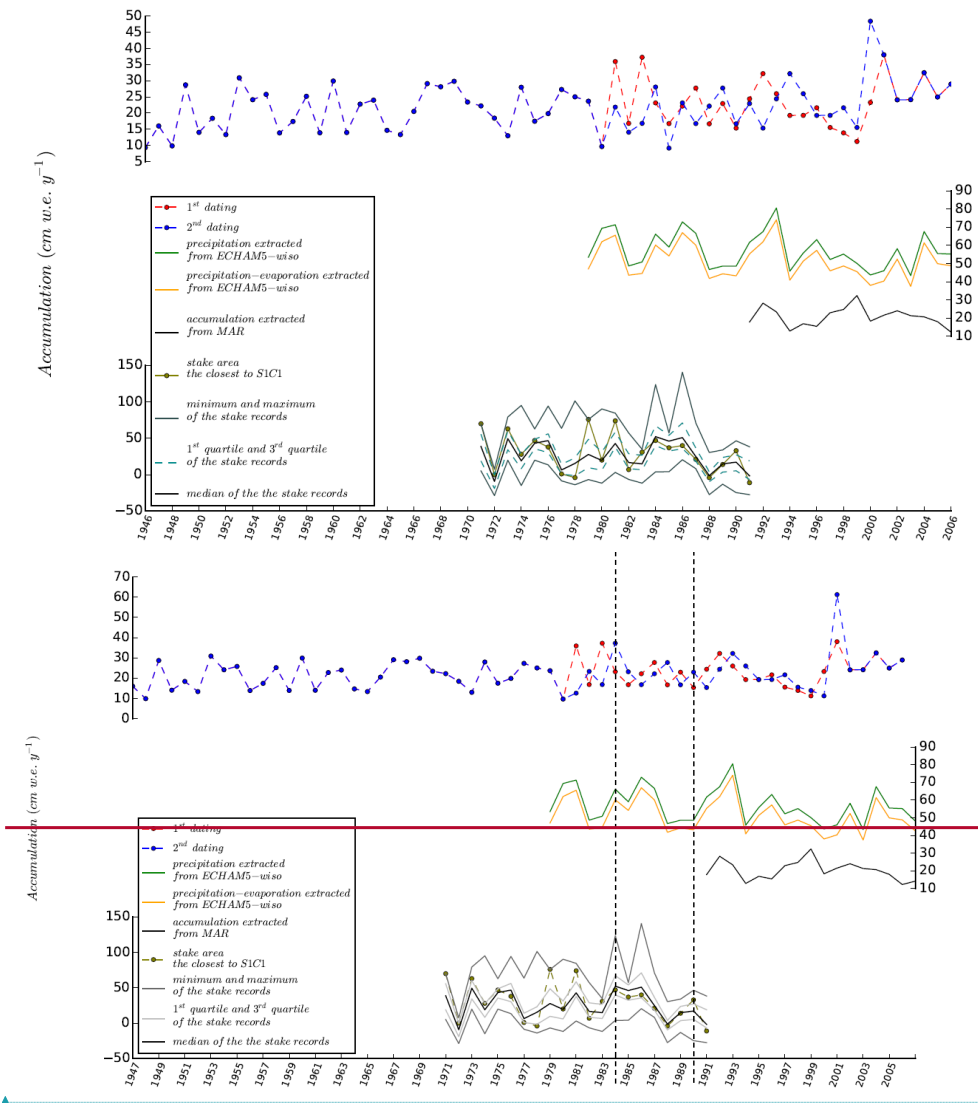 50
45
40
35
30
25
20
15
10
5
Accumulation (cm w.e. y⁻¹)
90
80
70
60
50
40
30
20
10
1st dating
2nd dating
precipitation extracted
from ECHAM5-wiso
precipitation-evaporation extracted
from ECHAM5-wiso
accumulation extracted
from MAR
stake area
the closest to S1C1
minimum and maximum
of the stake records
1st quartile and 3rd quartile
of the stake records
median of the the stake records
150
100
50
0
−50
1946 1948 1950 1952 1954 1956 1958 1960 1962 1964 1966 1968 1970 1972 1974 1976 1978 1980 1982 1984 1986 1988 1990 1992 1994 1996 1998 2000 2002 2004 2006
70
60
50
40
30
20
10
0
Accumulation (cm w.e. y⁻¹)
90
80
70
60
50
40
30
20
10
1st dating
2nd dating
precipitation extracted
from ECHAM5-wiso
precipitation-evaporation extracted
from ECHAM5-wiso
accumulation extracted
from MAR
stake area
the closest to S1C1
minimum and maximum
of the stake records
1st quartile and 3rd quartile
of the stake records
median of the the stake records
150
100
50
0
−50
1947 1949 1951 1953 1955 1957 1959 1961 1963 1965 1967 1969 1971 1973 1975 1977 1979 1981 1983 1985 1987 1989 1991 1993 1995 1997 1999 2001 2003 2005